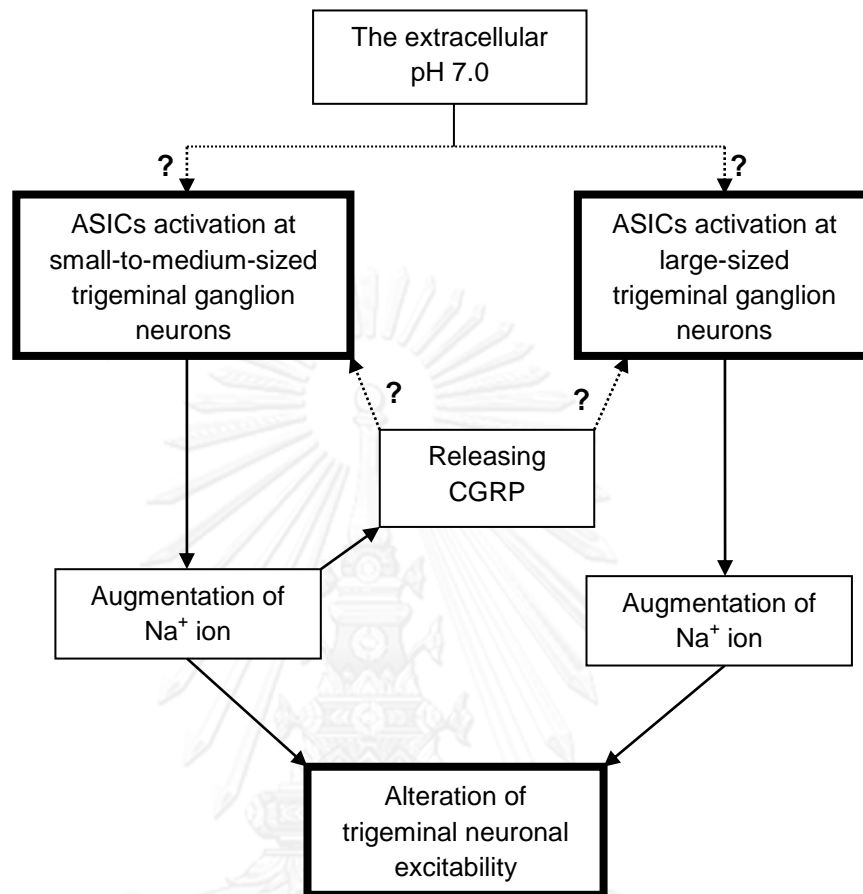 The extracellular
pH 7.0
?
?
ASICs activation at
small-to-medium-sized
trigeminal ganglion
neurons
ASICs activation at
large-sized
trigeminal ganglion
neurons
?
?
Releasing
CGRP
Augmentation of
Na⁺ ion
Augmentation of
Na⁺ ion
Alteration of
trigeminal neuronal
excitability